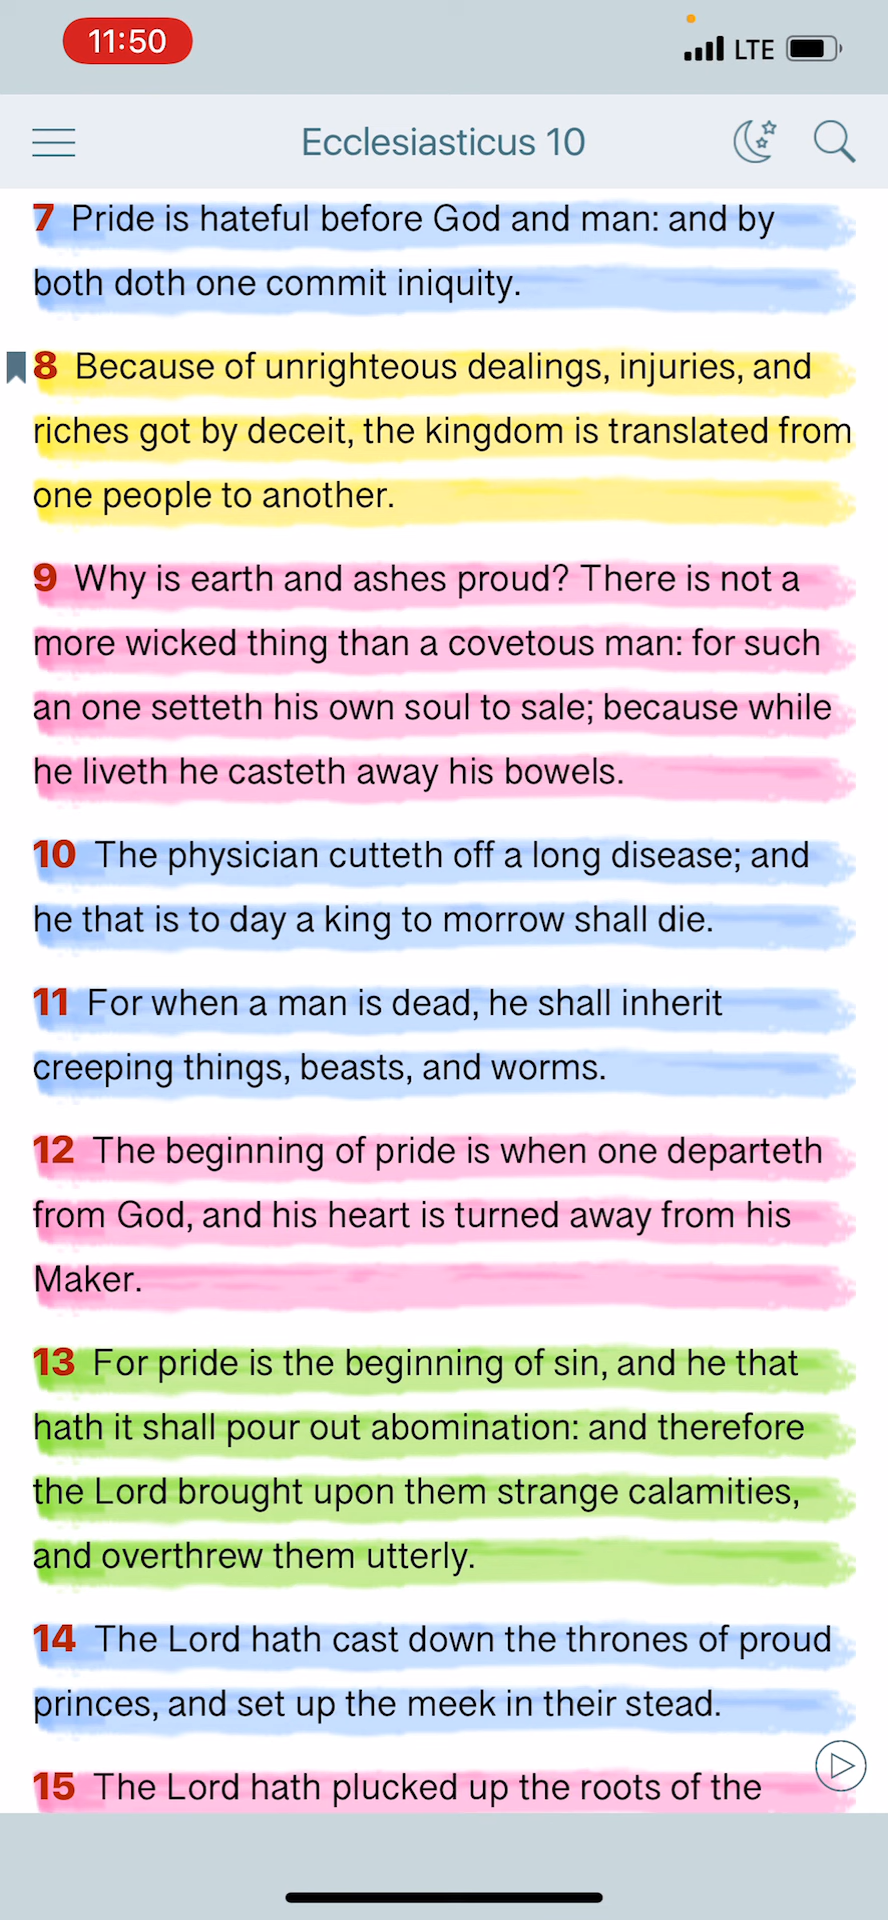 11:50
LTE
Ecclesiasticus 10
7 Pride is hateful before God and man: and by
both doth one commit iniquity.
8 Because of unrighteous dealings, injuries, and
riches got by deceit, the kingdom is translated from
one people to another.
9 Why is earth and ashes proud? There is not a
more wicked thing than a covetous man: for such
an one setteth his own soul to sale; because while
he liveth he casteth away his bowels.
10 The physician cutteth off a long disease; and
he that is to day a king to morrow shall die.
11 For when a man is dead, he shall inherit
creeping things, beasts, and worms.
12 The beginning of pride is when one departeth
from God, and his heart is turned away from his
Maker.
13 For pride is the beginning of sin, and he that
hath it shall pour out abomination: and therefore
the Lord brought upon them strange calamities,
and overthrew them utterly.
14 The Lord hath cast down the thrones of proud
princes, and set up the meek in their stead.
15 The Lord hath plucked up the roots of the